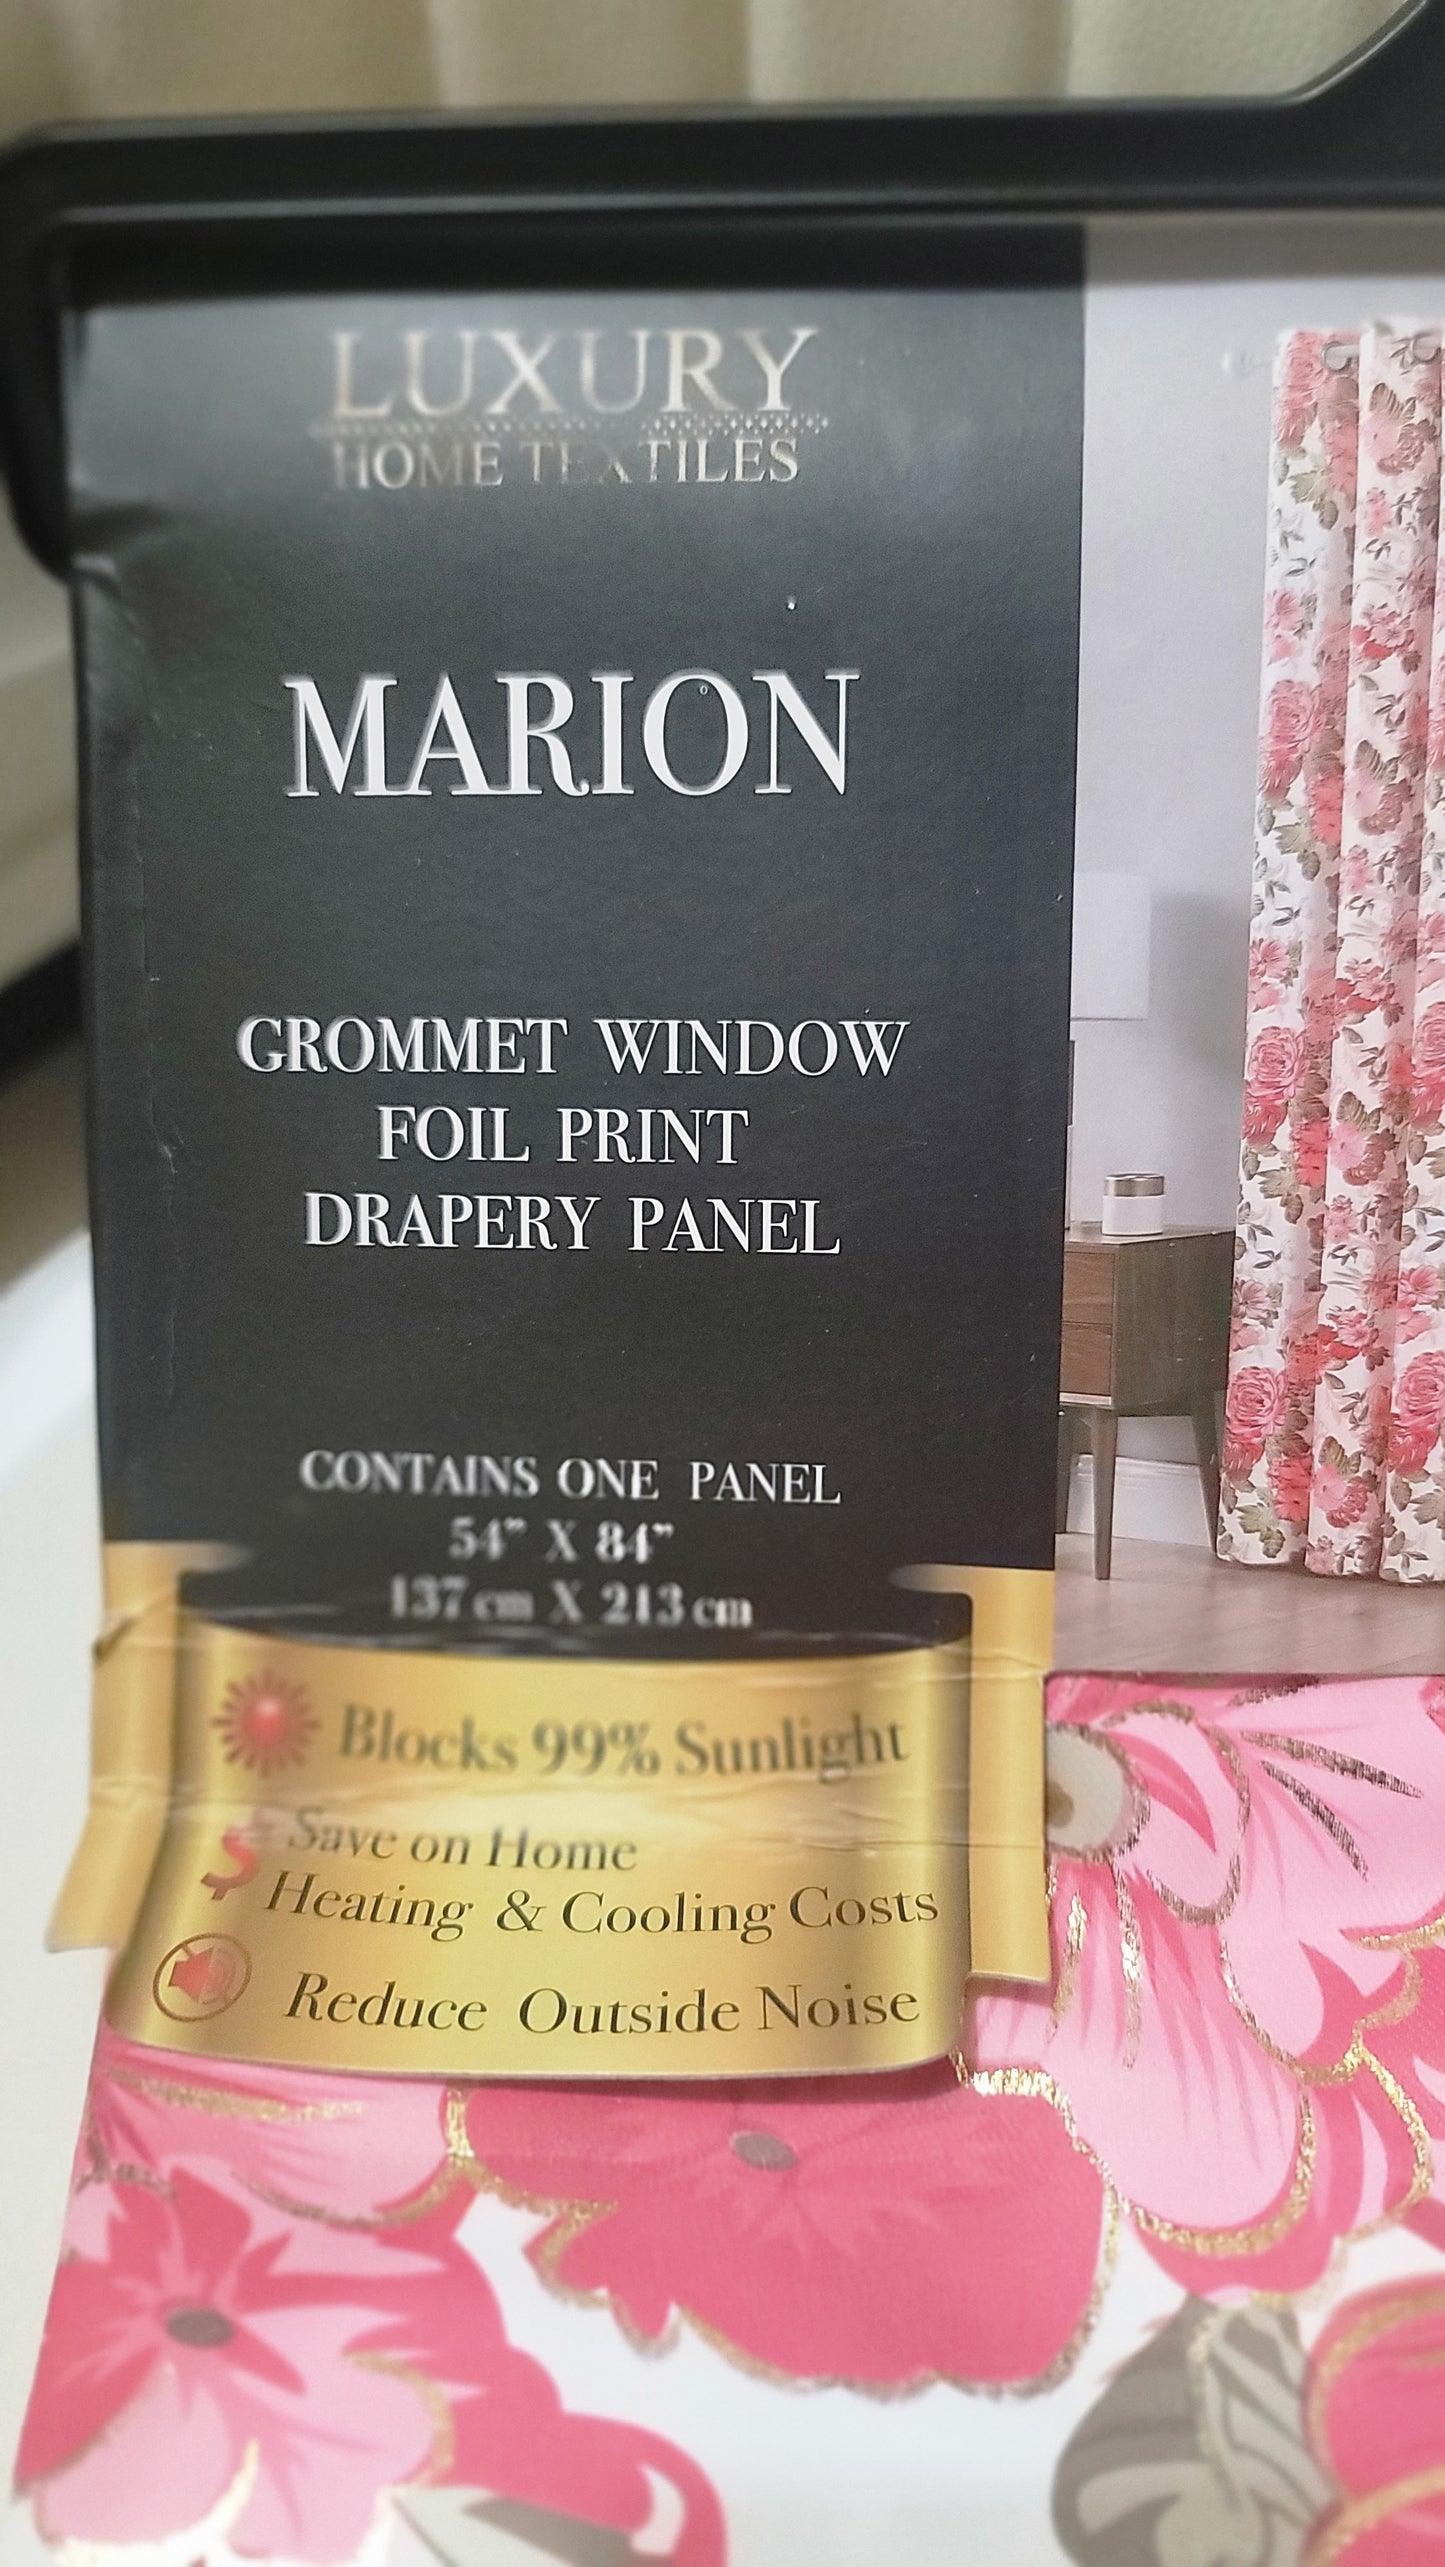 LUXURY
HOME TEXTILES
MARION
GROMMET WINDOW
FOIL PRINT
DRAPERY PANEL
CONTAINS ONE PANEL
54" X 84"
137 cm X 213 cm
Blocks 99% Sunlight
$ Save on Home
Heating & Cooling Costs
Reduce Outside Noise